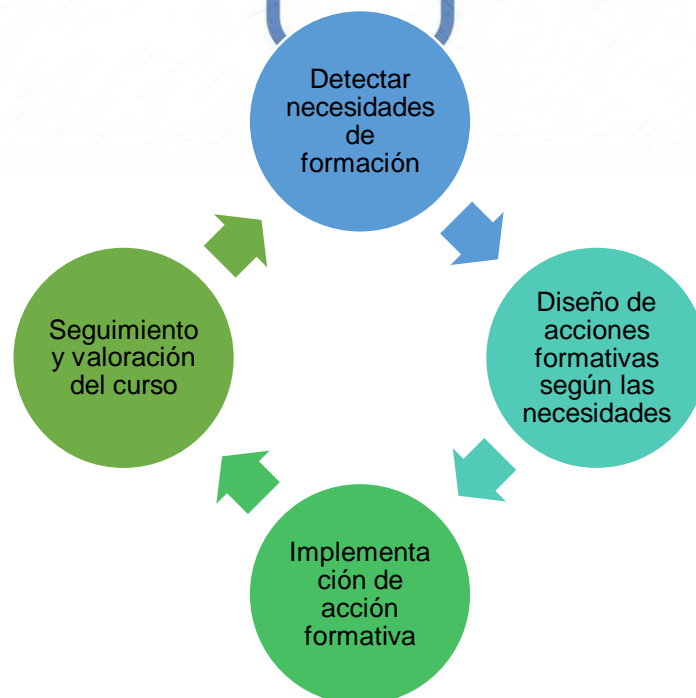 Detectar
necesidades
de
formación
Diseño de
acciones
formativas
según las
necesidades
Implementa
ción de
acción
formativa
Seguimiento
y valoración
del curso